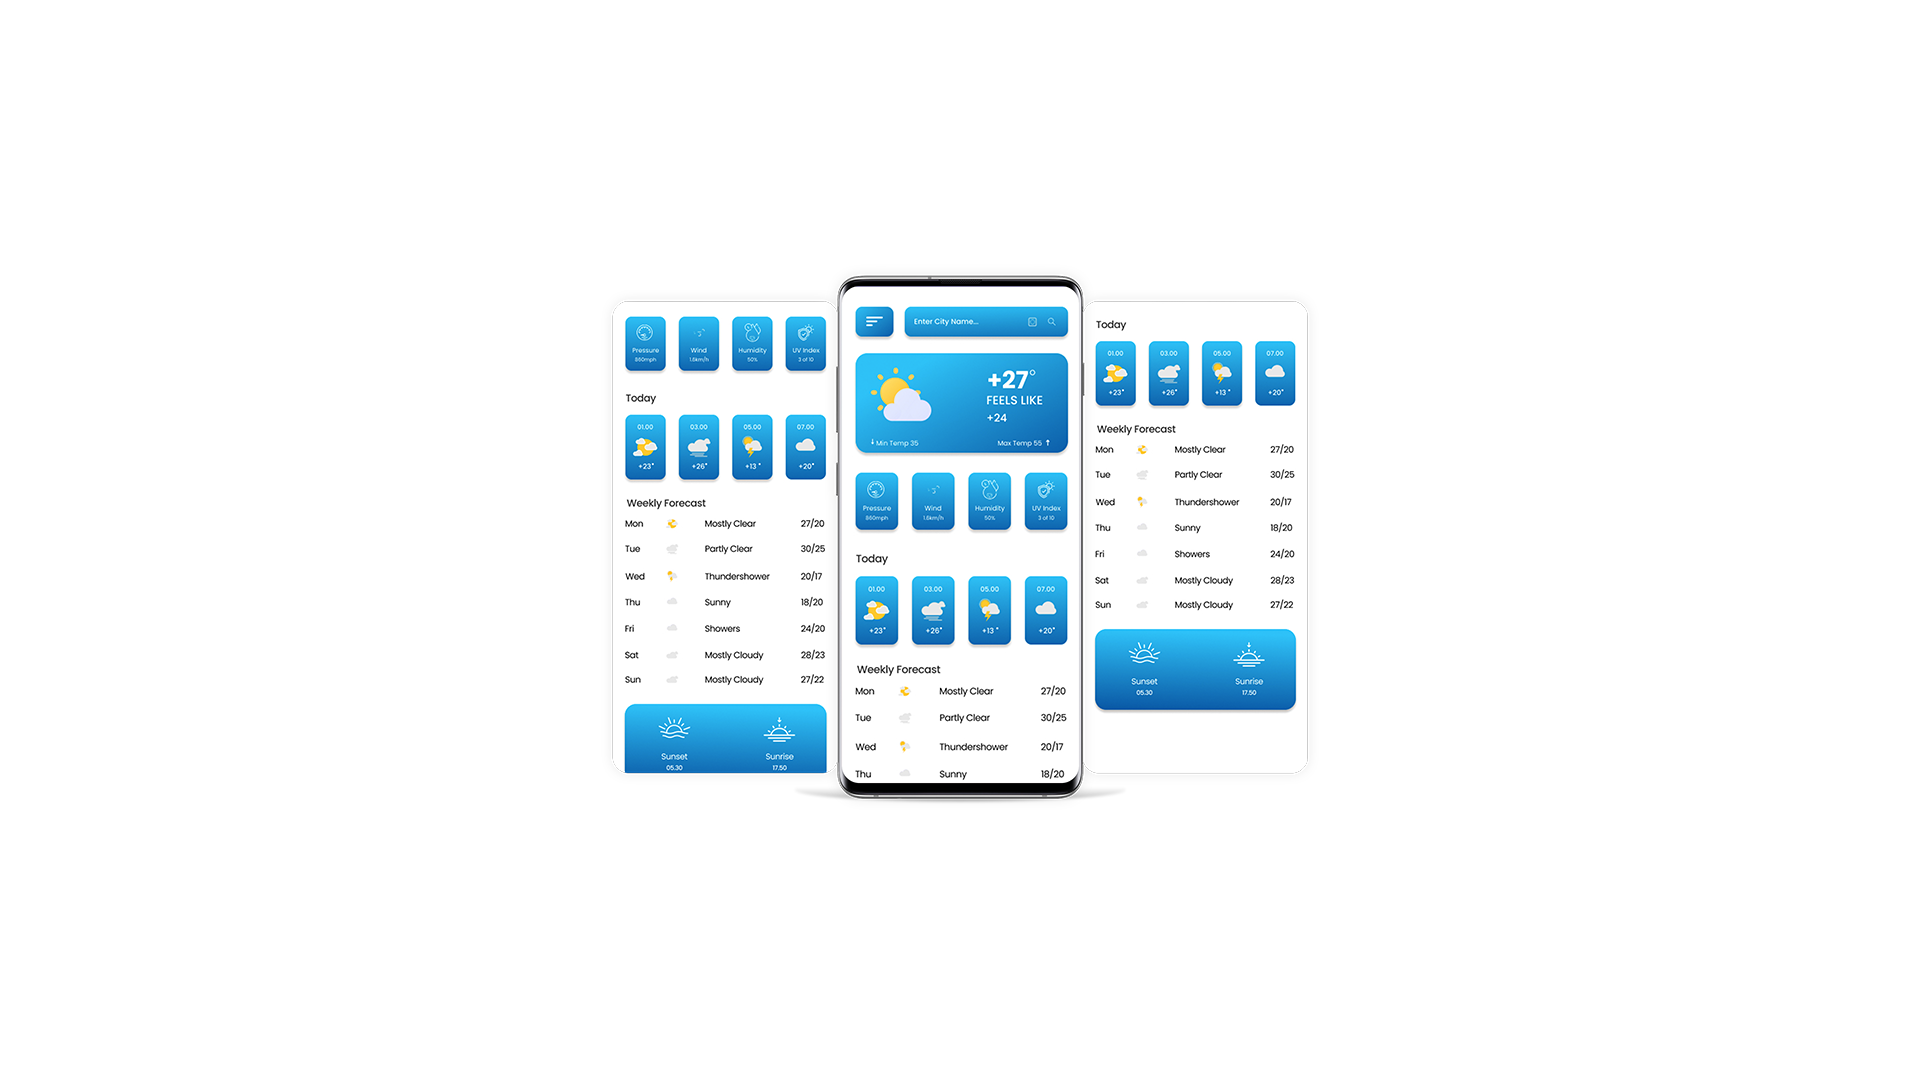 Pressure Wind Humidity UV Index
860mph 1.6km/h 50% 3 of 10
Today
01.00 03.00 05.00 07.00
+23° +26° +13 ° +20°
Weekly Forecast
Mon Mostly Clear 27/20
Tue Partly Clear 30/25
Wed Thundershower 20/17
Thu Sunny 18/20
Fri Showers 24/20
Sat Mostly Cloudy 28/23
Sun Mostly Cloudy 27/22
Sunset Sunrise
05.30 17.50
Enter City Name...
+27°
FEELS LIKE
+24
Min Temp 35 Max Temp 55
Pressure Wind Humidity UV Index
860mph 1.6km/h 50% 3 of 10
Today
01.00 03.00 05.00 07.00
+23° +26° +13 ° +20°
Weekly Forecast
Mon Mostly Clear 27/20
Tue Partly Clear 30/25
Wed Thundershower 20/17
Thu Sunny 18/20
Today
01.00 03.00 05.00 07.00
+23° +26° +13 ° +20°
Weekly Forecast
Mon Mostly Clear 27/20
Tue Partly Clear 30/25
Wed Thundershower 20/17
Thu Sunny 18/20
Fri Showers 24/20
Sat Mostly Cloudy 28/23
Sun Mostly Cloudy 27/22
Sunset Sunrise
05.30 17.50